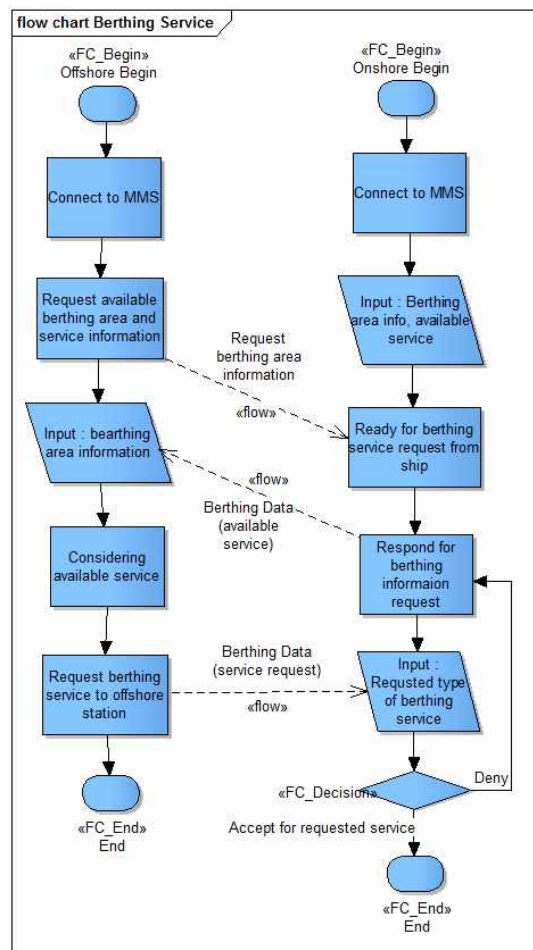 flow chart Berthing Service
«FC_Begin»
Offshore Begin
«FC_Begin»
Onshore Begin
Connect to MMS
Connect to MMS
Request available
berthing area and
service information
Input : Berthing
area info, available
service
Request
berthing area
information
«flow»
Input : bearthing
area information
Ready for berthing
service request from
ship
«flow»
Berthing Data
(available
service)
Considering
available service
Respond for
berthing
informaion
request
Request berthing
service to offshore
station
Berthing Data
(service request)
«flow»
Input :
Requsted type
of berthing
service
«FC_End»
End
«FC_Decision»
Deny
Accept for requested service
«FC_End»
End